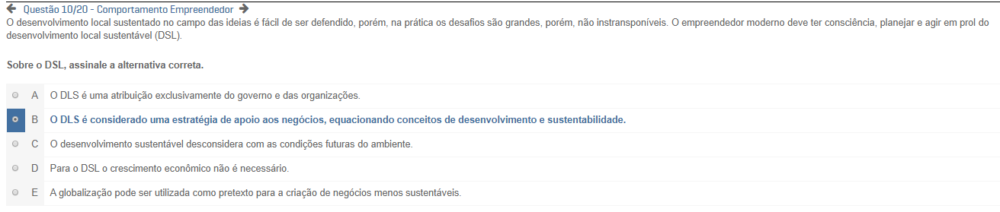 Questão 10/20 - Comportamento Empreendedor
O desenvolvimento local sustentado no campo das ideias é fácil de ser defendido, porém, na prática os desafios são grandes, porém, não instransponíveis. O empreendedor moderno deve ter consciência, planejar e agir em prol do
desenvolvimento local sustentável (DSL).
Sobre o DSL, assinale a alternativa correta.
A O DLS é uma atribuição exclusivamente do governo e das organizações.
B O DLS é considerado uma estratégia de apoio aos negócios, equacionando conceitos de desenvolvimento e sustentabilidade.
C O desenvolvimento sustentável desconsidera com as condições futuras do ambiente.
D Para o DSL o crescimento econômico não é necessário.
E A globalização pode ser utilizada como pretexto para a criação de negócios menos sustentáveis.